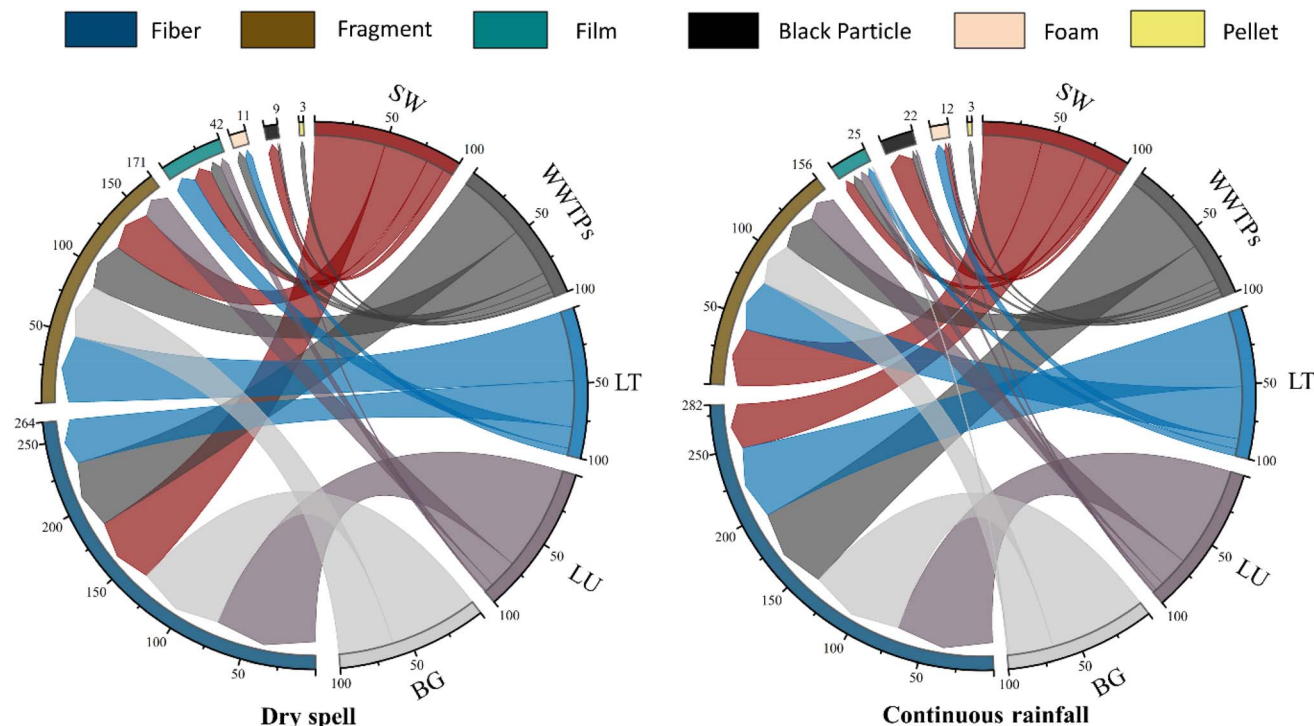 Fiber Fragment Film Black Particle Foam Pellet
171 42 11 9 3 SW 50 100
150 WWTPs 50 100
100
50 LT 50 100
264
250 LU 50 100
200
150
100
50 BG 50 100
Dry spell
156 25 22 12 3 SW 50 100
100 WWTPs 50 100
50 LT 50 100
282
250 LU 50 100
200
150
100
50 BG 50 100
Continuous rainfall